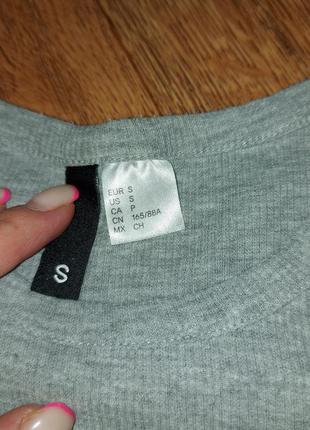 EUR S
US S
CA P
CN 165/88A
MX CH
S